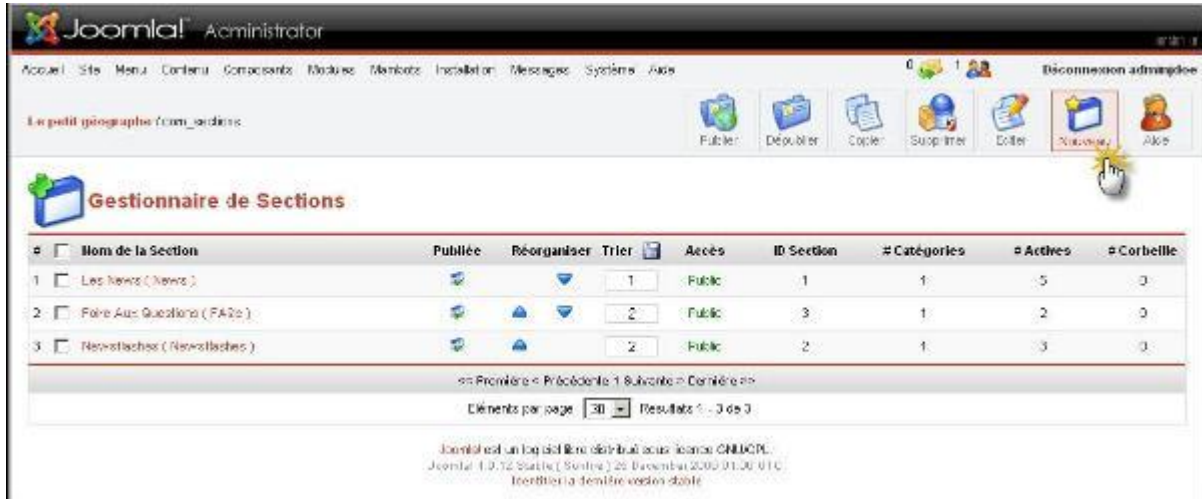 Joomla! Administrator
Accueil Site Menu Contenu Composants Modules Mambots Installation Messages Système Aide 0 1 Déconnexion
Le petit géographe / com_sections
Publier Dépublier Copier Supprimer Editer Nouveau Aide
Gestionnaire de Sections
# Nom de la Section Publiée Réorganiser Trier Accès ID Section # Catégories # Actives # Corbeille
1 Les News ( News ) 1 Public 1 1 5 0
2 Foire Aux Questions ( FAQs ) 2 Public 3 1 2 0
3 Newsflashes ( Newsflashes ) 2 Public 2 1 3 0
<< Première < Précédente 1 Suivante > Dernière >>
Eléments par page 30 Resultats 1 - 3 de 3
Joomla! est un logiciel libre distribué sous licence GNU/GPL.
Joomla! 1.0.12 Stable ( Sunfire ) 25 December 01:00 UTC
la dernière version stable